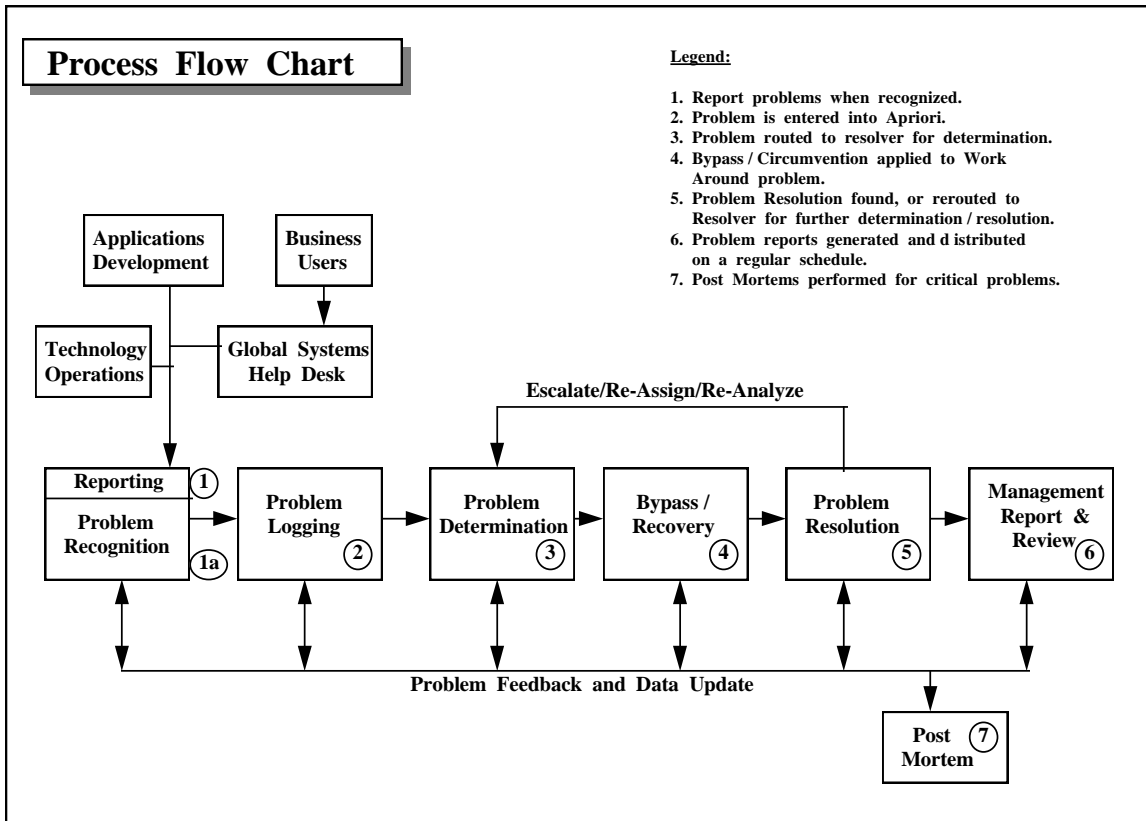 Process Flow Chart
Legend:
1. Report problems when recognized.
2. Problem is entered into Apriori.
3. Problem routed to resolver for determination.
4. Bypass / Circumvention applied to Work
Around problem.
5. Problem Resolution found, or rerouted to
Resolver for further determination / resolution.
6. Problem reports generated and d istributed
on a regular schedule.
7. Post Mortems performed for critical problems.
Applications
Development
Business
Users
Technology
Operations
Global Systems
Help Desk
Escalate/Re-Assign/Re-Analyze
Reporting 1
Problem
Recognition
1a
Problem
Logging
2
Problem
Determination
3
Bypass /
Recovery
4
Problem
Resolution
5
Management
Report &
Review 6
Problem Feedback and Data Update
Post 7
Mortem